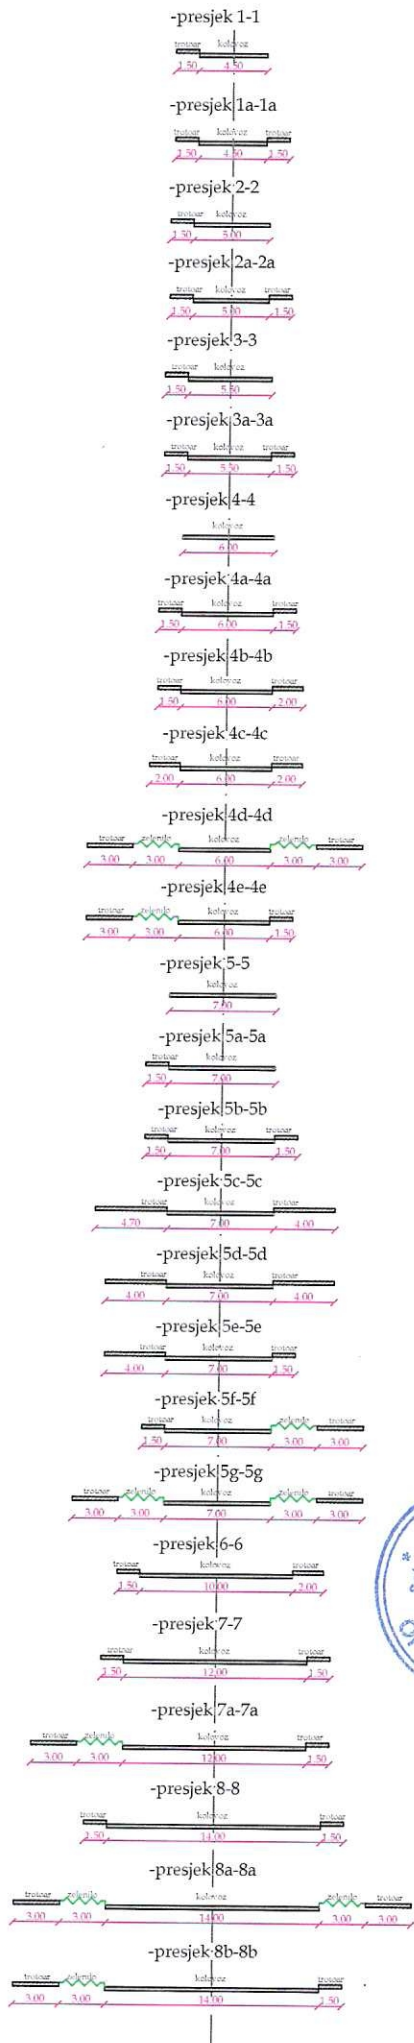 -presjek 1-1
trotoar kolovoz
1.50 4.50
-presjek 1a-1a
trotoar kolovoz trotoar
1.50 4.50 1.50
-presjek 2-2
trotoar kolovoz
1.50 5.00
-presjek 2a-2a
trotoar kolovoz trotoar
1.50 5.00 1.50
-presjek 3-3
trotoar kolovoz
1.50 5.50
-presjek 3a-3a
trotoar kolovoz trotoar
1.50 5.50 1.50
-presjek 4-4
kolovoz
6.00
-presjek 4a-4a
trotoar kolovoz trotoar
1.50 6.00 1.50
-presjek 4b-4b
trotoar kolovoz trotoar
1.50 6.00 2.00
-presjek 4c-4c
trotoar kolovoz trotoar
2.00 6.00 2.00
-presjek 4d-4d
trotoar zelenilo kolovoz zelenilo trotoar
3.00 3.00 6.00 3.00 3.00
-presjek 4e-4e
trotoar zelenilo kolovoz trotoar
3.00 3.00 6.00 1.50
-presjek 5-5
kolovoz
7.00
-presjek 5a-5a
trotoar kolovoz
1.50 7.00
-presjek 5b-5b
trotoar kolovoz trotoar
1.50 7.00 1.50
-presjek 5c-5c
trotoar kolovoz trotoar
4.70 7.00 4.00
-presjek 5d-5d
trotoar kolovoz trotoar
4.00 7.00 4.00
-presjek 5e-5e
trotoar kolovoz trotoar
4.00 7.00 1.50
-presjek 5f-5f
trotoar kolovoz zelenilo trotoar
1.50 7.00 3.00 3.00
-presjek 5g-5g
trotoar zelenilo kolovoz zelenilo trotoar
3.00 3.00 7.00 3.00 3.00
-presjek 6-6
trotoar kolovoz trotoar
1.50 10.00 2.00
-presjek 7-7
trotoar kolovoz trotoar
1.50 12.00 1.50
-presjek 7a-7a
trotoar zelenilo kolovoz trotoar
3.00 3.00 12.00 1.50
-presjek 8-8
trotoar kolovoz trotoar
1.50 14.00 1.50
-presjek 8a-8a
trotoar zelenilo kolovoz zelenilo trotoar
3.00 3.00 14.00 3.00 3.00
-presjek 8b-8b
trotoar zelenilo kolovoz trotoar
3.00 3.00 14.00 1.50